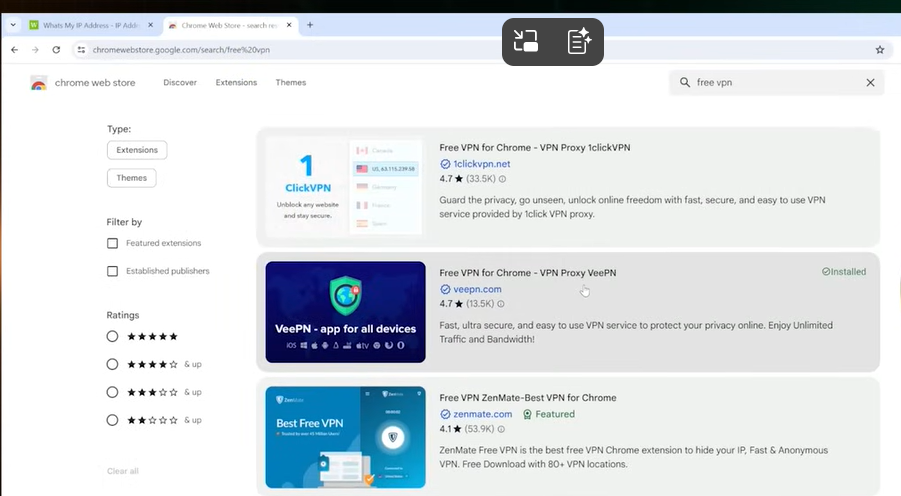 Whats My IP Address - IP Add
Chrome Web Store - search res
chromewebstore.google.com/search/free%20vpn
chrome web store
Discover
Extensions
Themes
free vpn
Type:
Extensions
Themes
Filter by
Featured extensions
Established publishers
Ratings
& up
& up
& up
Clear all
1
ClickVPN
Unblock any website
and stay secure.
Canada
US, 63.115.239.50
Germany
France
Spain
Free VPN for Chrome - VPN Proxy 1clickVPN
1clickvpn.net
4.7 ★ (33.5K)
Guard the privacy, go unseen, unlock online freedom with fast, secure, and easy to use VPN
service provided by 1click VPN proxy.
VeePN - app for all devices
iOS
tv
Free VPN for Chrome - VPN Proxy VeePN
Installed
veepn.com
4.7 ★ (13.5K)
Fast, ultra secure, and easy to use VPN service to protect your privacy online. Enjoy Unlimited
Traffic and Bandwidth!
ZenMate
Best Free VPN
ZenMate
Free VPN ZenMate-Best VPN for Chrome
zenmate.com
Featured
4.1 ★ (53.9K)
ZenMate Free VPN is the best free VPN Chrome extension to hide your IP, Fast & Anonymous
VPN. Free Download with 80+ VPN locations.